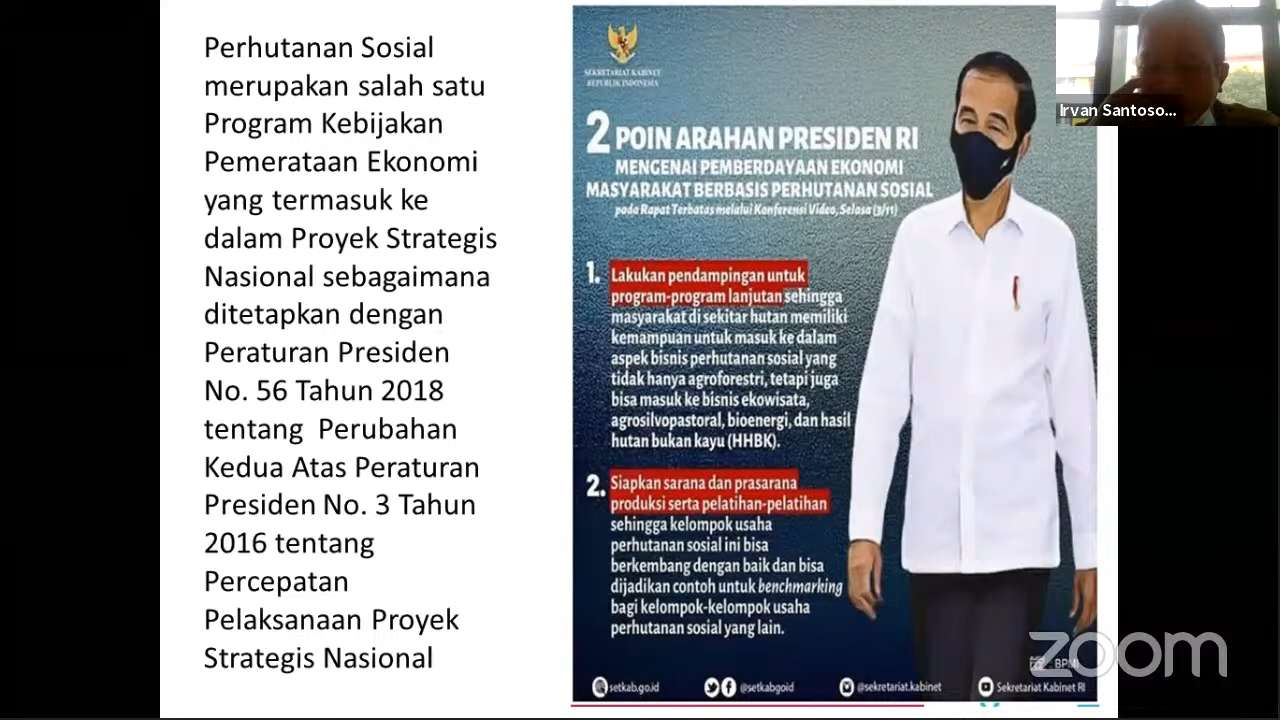 Perhutanan Sosial
merupakan salah satu
Program Kebijakan
Pemerataan Ekonomi
yang termasuk ke
dalam Proyek Strategis
Nasional sebagaimana
ditetapkan dengan
Peraturan Presiden
No. 56 Tahun 2018
tentang Perubahan
Kedua Atas Peraturan
Presiden No. 3 Tahun
2016 tentang
Percepatan
Pelaksanaan Proyek
Strategis Nasional
SEKRETARIAT KABINET
REPUBLIK INDONESIA
2 POIN ARAHAN PRESIDEN RI
MENGENAI PEMBERDAYAAN EKONOMI
MASYARAKAT BERBASIS PERHUTANAN SOSIAL
pada Rapat Terbatas melalui Konferensi Video, Selasa (3/11)
1. Lakukan pendampingan untuk
program-program lanjutan sehingga
masyarakat di sekitar hutan memiliki
kemampuan untuk masuk ke dalam
aspek bisnis perhutanan sosial yang
tidak hanya agroforestri, tetapi juga
bisa masuk ke bisnis ekowisata,
agrosilvopastoral, bioenergi, dan hasil
hutan bukan kayu (HHBK).
2. Siapkan sarana dan prasarana
produksi serta pelatihan-pelatihan
sehingga kelompok usaha
perhutanan sosial ini bisa
berkembang dengan baik dan bisa
dijadikan contoh untuk benchmarking
bagi kelompok-kelompok usaha
perhutanan sosial yang lain.
BPMI
setkab.go.id @setkabgoid @sekretariat.kabinet Sekretariat Kabinet RI
Irvan Santoso...
zoom